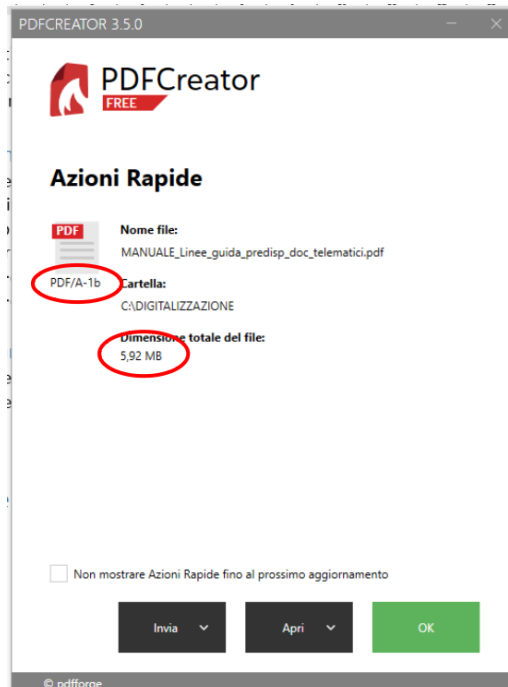 PDFCREATOR 3.5.0
PDFCreator
FREE
Azioni Rapide
PDF
Nome file:
MANUALE_Linee_guida_predisp_doc_telematici.pdf
PDF/A-1b
Cartella:
C:\DIGITALIZZAZIONE
Dimensione totale del file:
5,92 MB
Non mostrare Azioni Rapide fino al prossimo aggiornamento
Invia
Apri
OK
© pdfforge